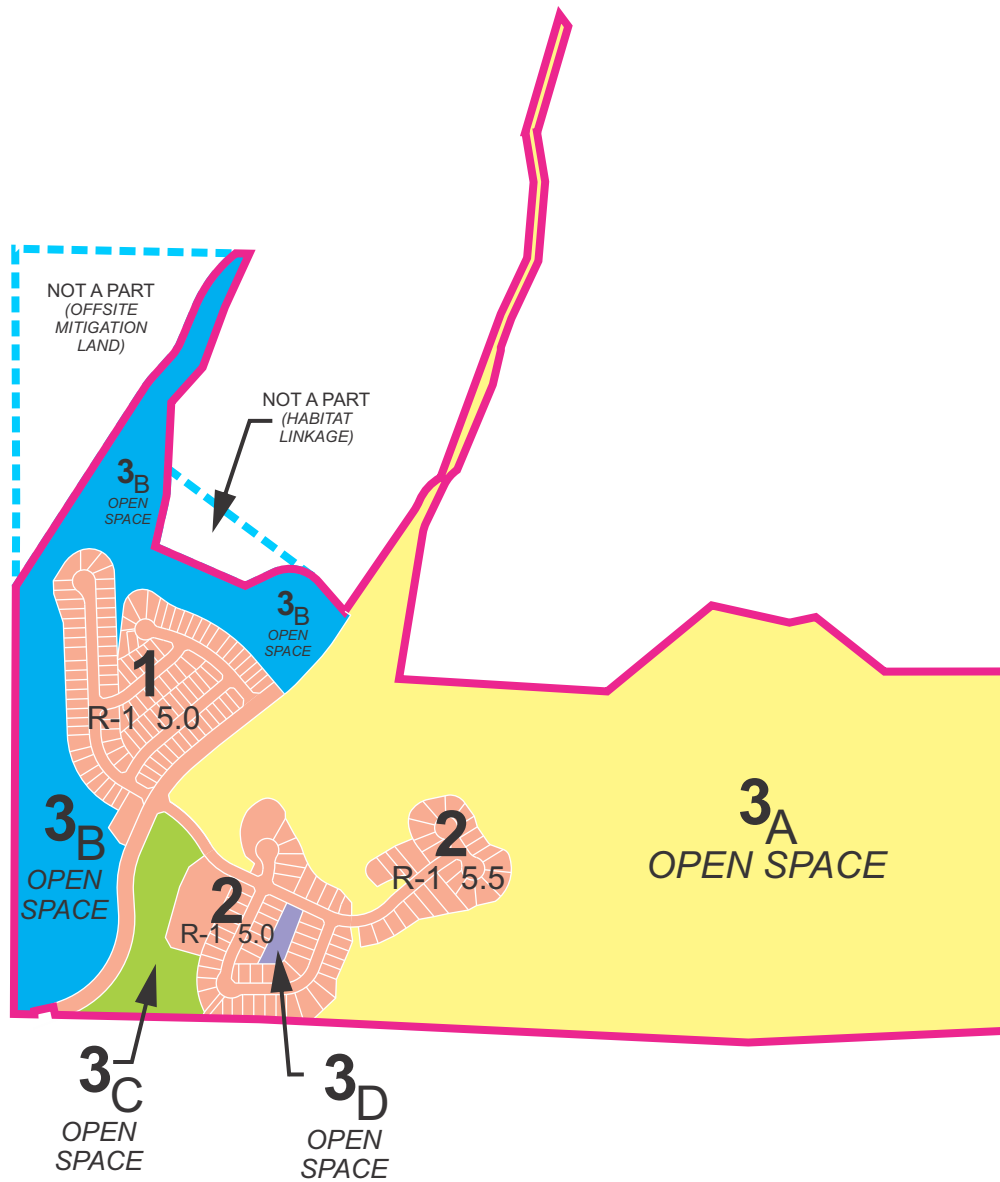 NOT A PART
(OFFSITE
MITIGATION
LAND)
NOT A PART
(HABITAT
LINKAGE)
3B
OPEN
SPACE
3B
OPEN
SPACE
1
R-1 5.0
3B
OPEN
SPACE
2
R-1 5.5
3A
OPEN SPACE
2
R-1 5.0
3C
OPEN
SPACE
3D
OPEN
SPACE